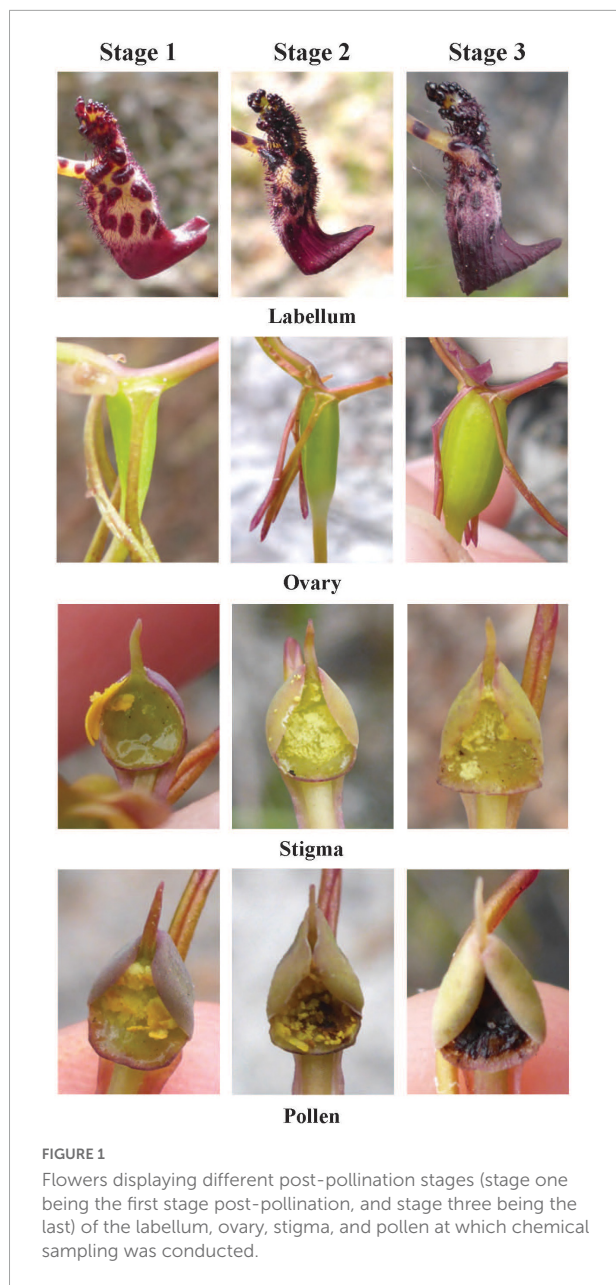 Stage 1 Stage 2 Stage 3
Labellum
Ovary
Stigma
Pollen
FIGURE 1
Flowers displaying different post-pollination stages (stage one
being the first stage post-pollination, and stage three being the
last) of the labellum, ovary, stigma, and pollen at which chemical
sampling was conducted.